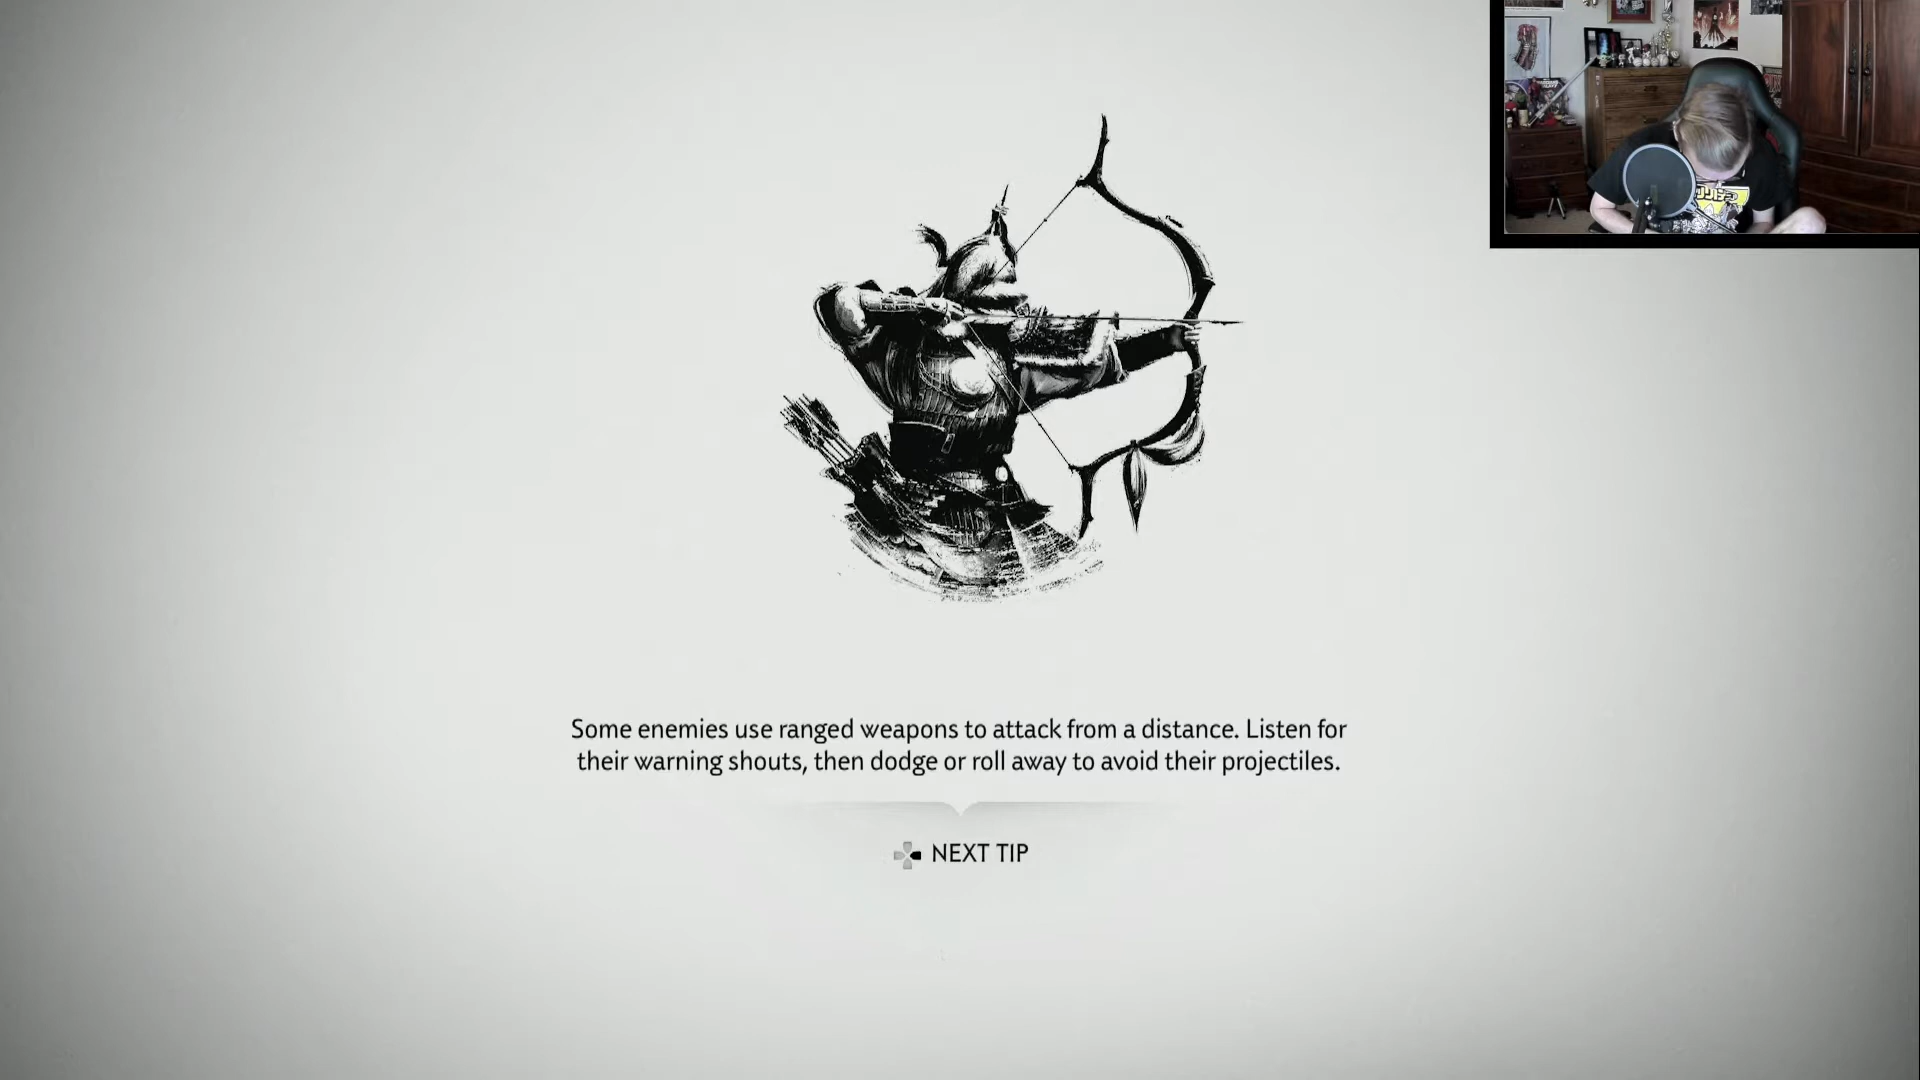 Some enemies use ranged weapons to attack from a distance. Listen for
their warning shouts, then dodge or roll away to avoid their projectiles.
NEXT TIP